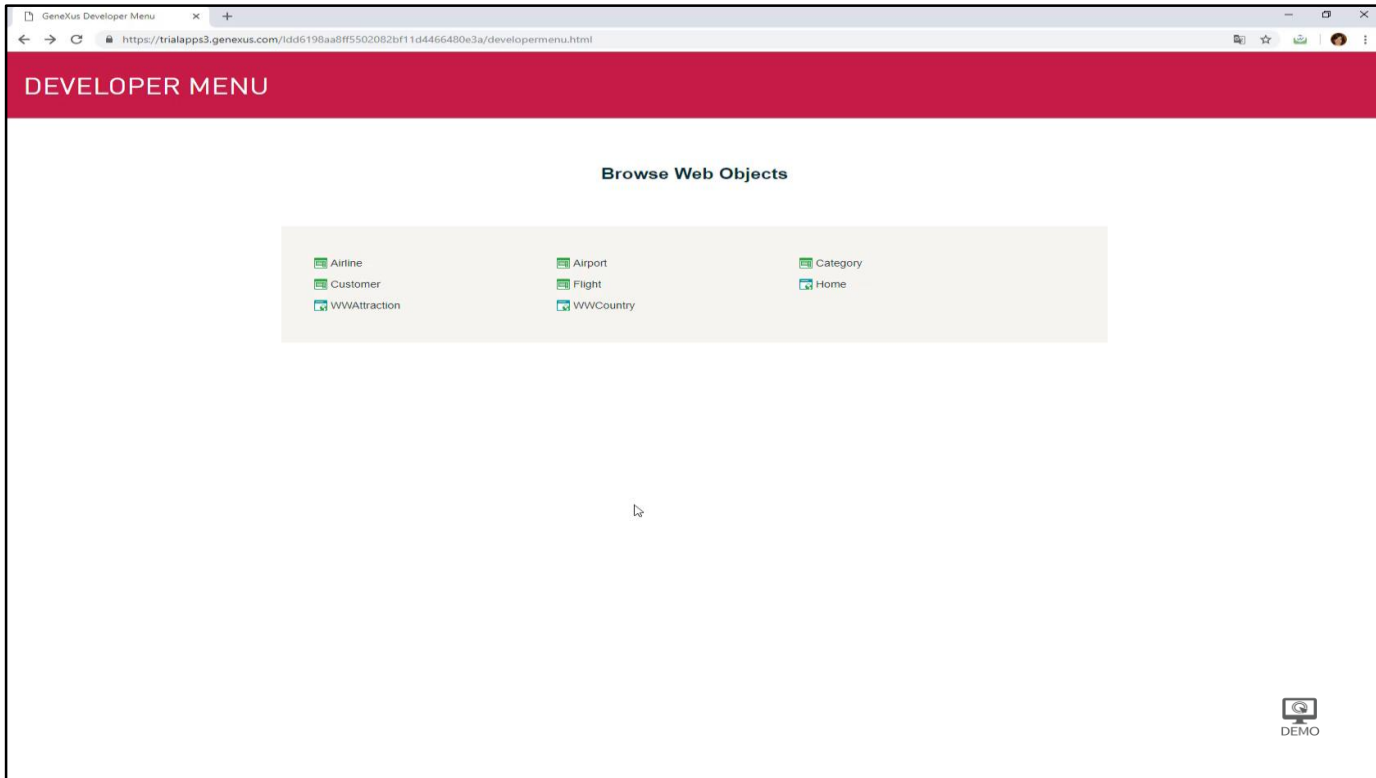 GeneXus Developer Menu
https://trialapps3.genexus.com/Idd6198aa8ff5502082bf11d4466480e3a/developermenu.html
DEVELOPER MENU
Browse Web Objects
Airline Airport Category
Customer Flight Home
WWAttraction WWCountry
DEMO